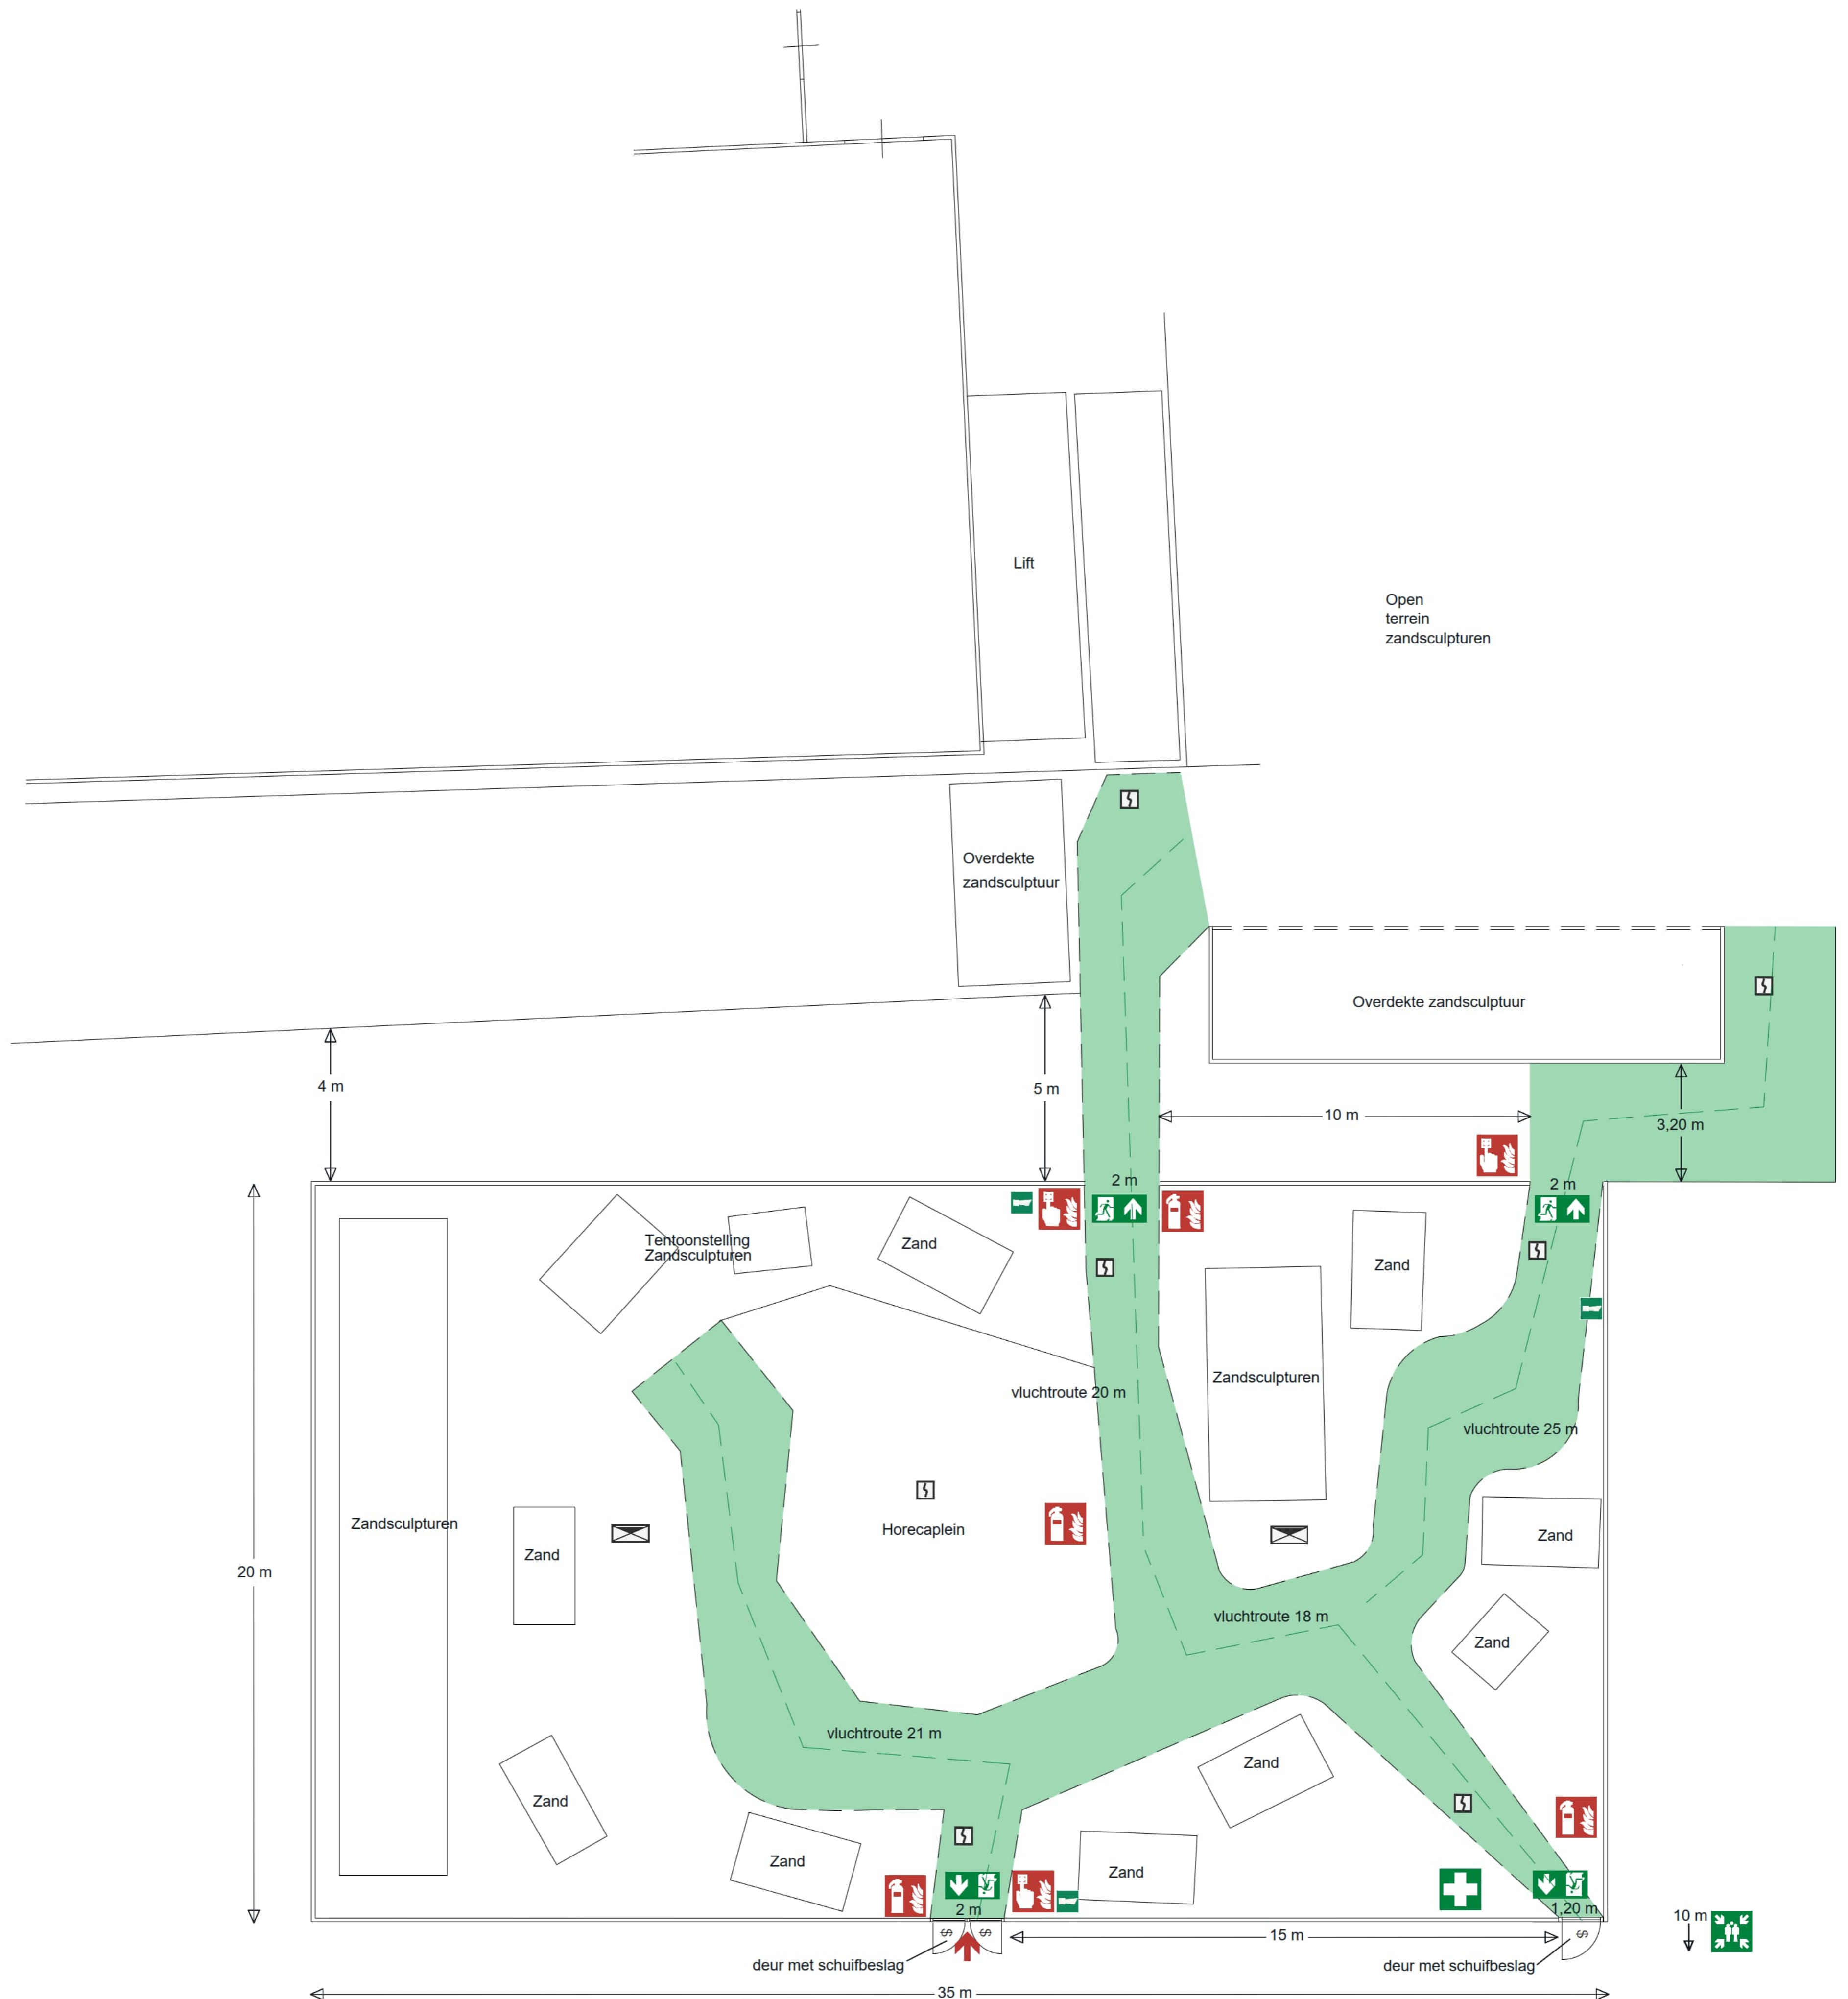 Lift
Open
terrein
zandsculpturen
Overdekte
zandsculptuur
Overdekte zandsculptuur
4 m
5 m
10 m
3,20 m
2 m
2 m
Tentoonstelling
Zandsculpturen
Zand
Zand
Zandsculpturen
vluchtroute 20 m
vluchtroute 25 m
Zandsculpturen
Zand
Horecaplein
Zand
20 m
vluchtroute 18 m
Zand
vluchtroute 21 m
Zand
Zand
Zand
Zand
2 m
1,20 m
10 m
$
$
$
15 m
deur met schuifbeslag
deur met schuifbeslag
35 m